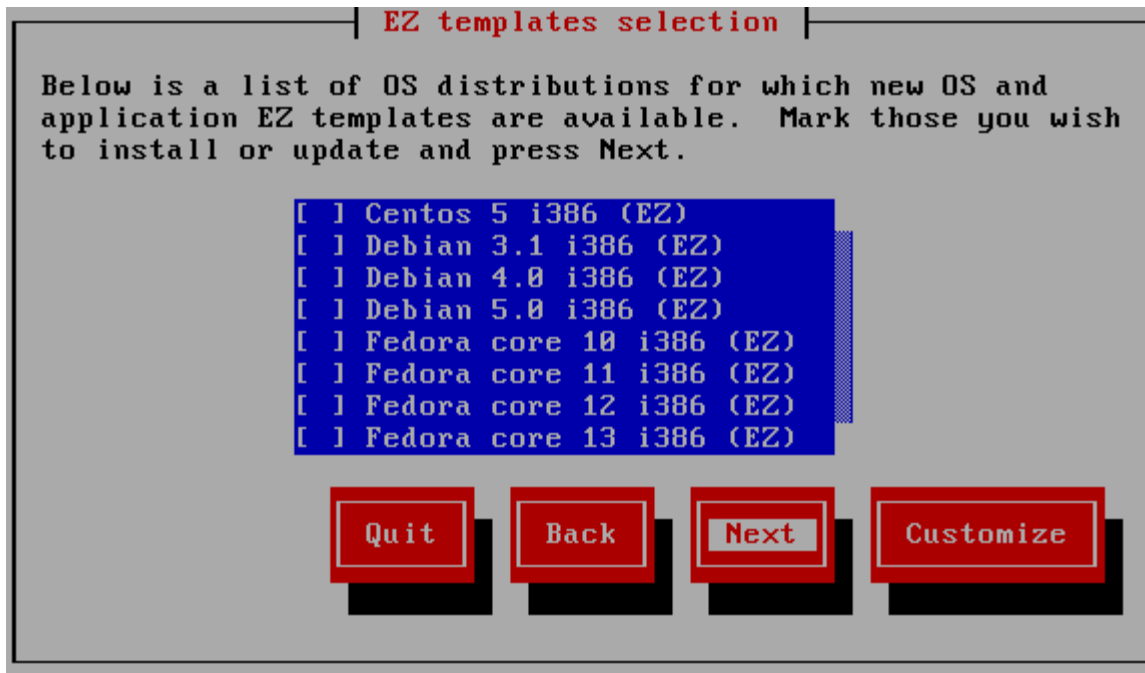 EZ templates selection
Below is a list of OS distributions for which new OS and
application EZ templates are available.  Mark those you wish
to install or update and press Next.
[ ] Centos 5 i386 (EZ)
[ ] Debian 3.1 i386 (EZ)
[ ] Debian 4.0 i386 (EZ)
[ ] Debian 5.0 i386 (EZ)
[ ] Fedora core 10 i386 (EZ)
[ ] Fedora core 11 i386 (EZ)
[ ] Fedora core 12 i386 (EZ)
[ ] Fedora core 13 i386 (EZ)
Quit Back Next Customize